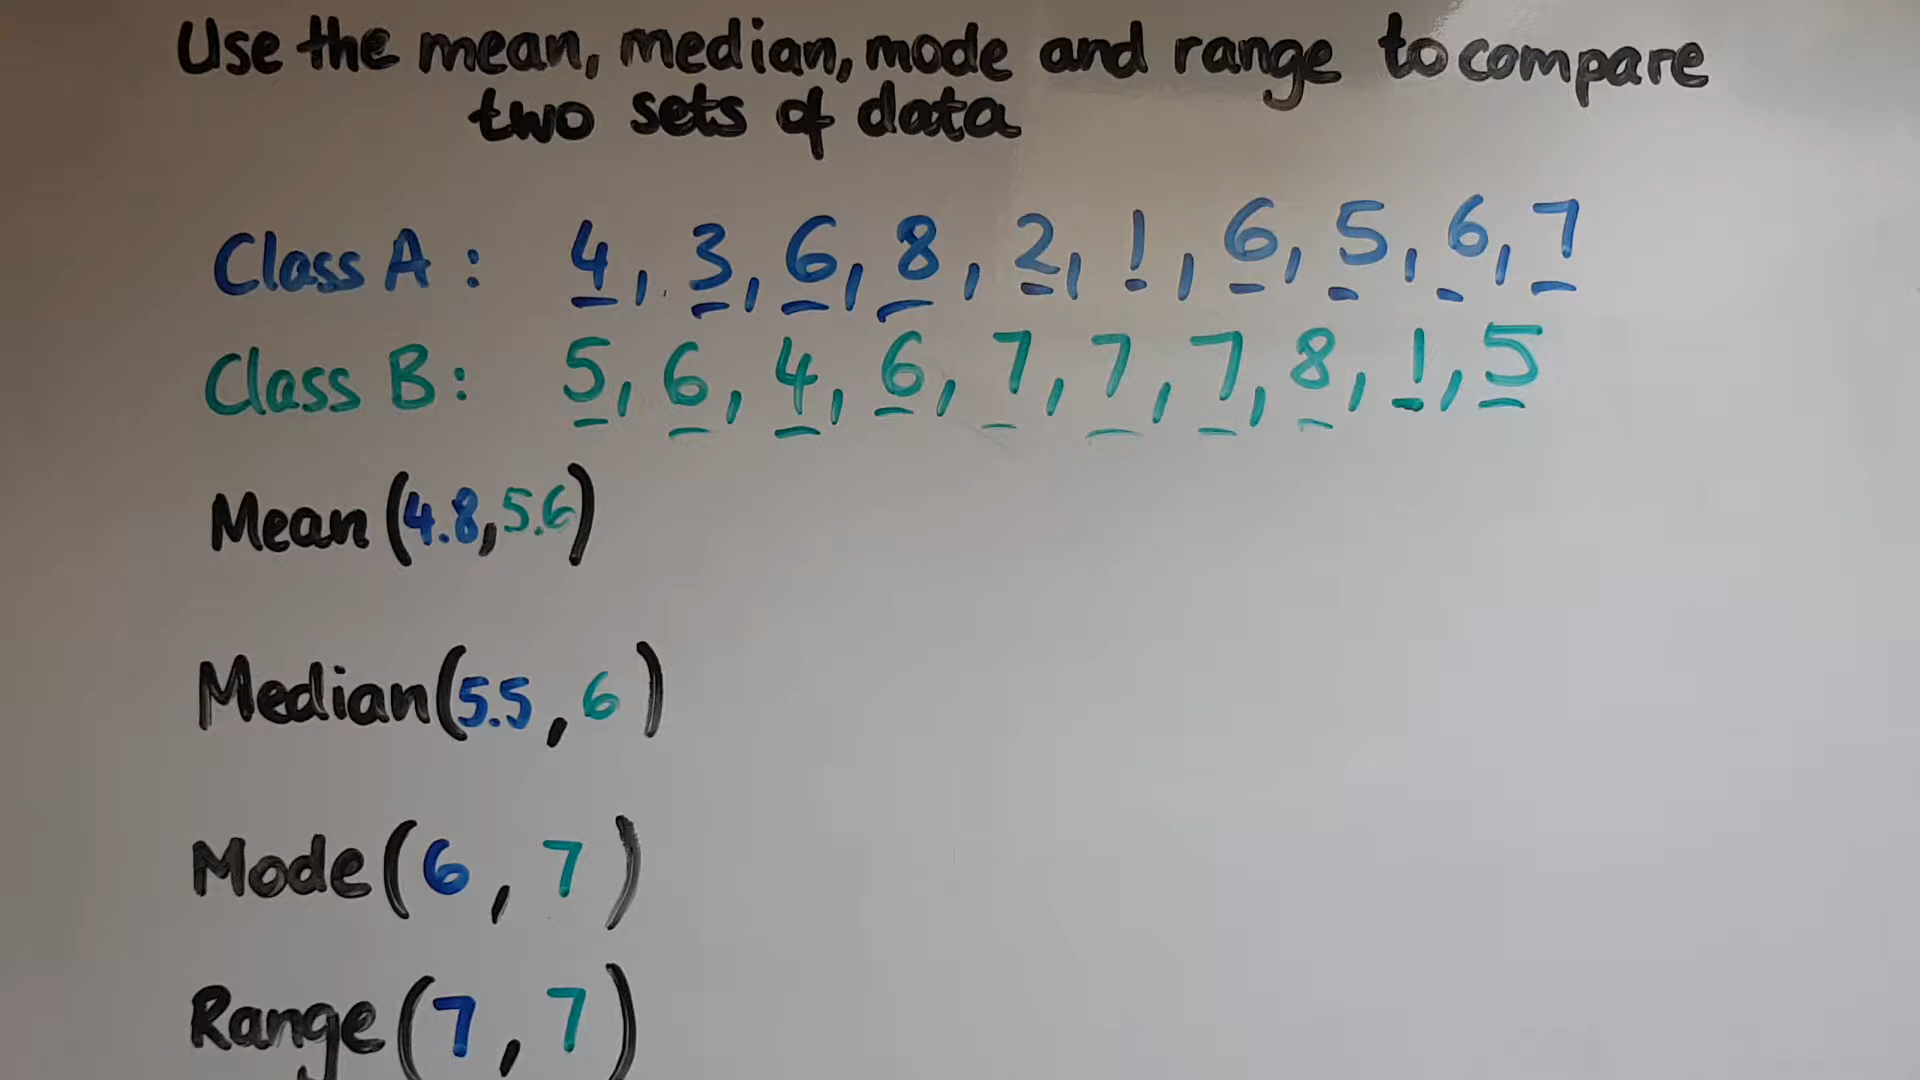 Use the mean, median, mode and range to compare
two sets of data
Class A : 4, 3, 6, 8, 2, 1, 6, 5, 6, 7
Class B : 5, 6, 4, 6, 7, 7, 7, 8, 1, 5
Mean (4.8, 5.6)
Median (5.5, 6)
Mode (6, 7)
Range (7, 7)